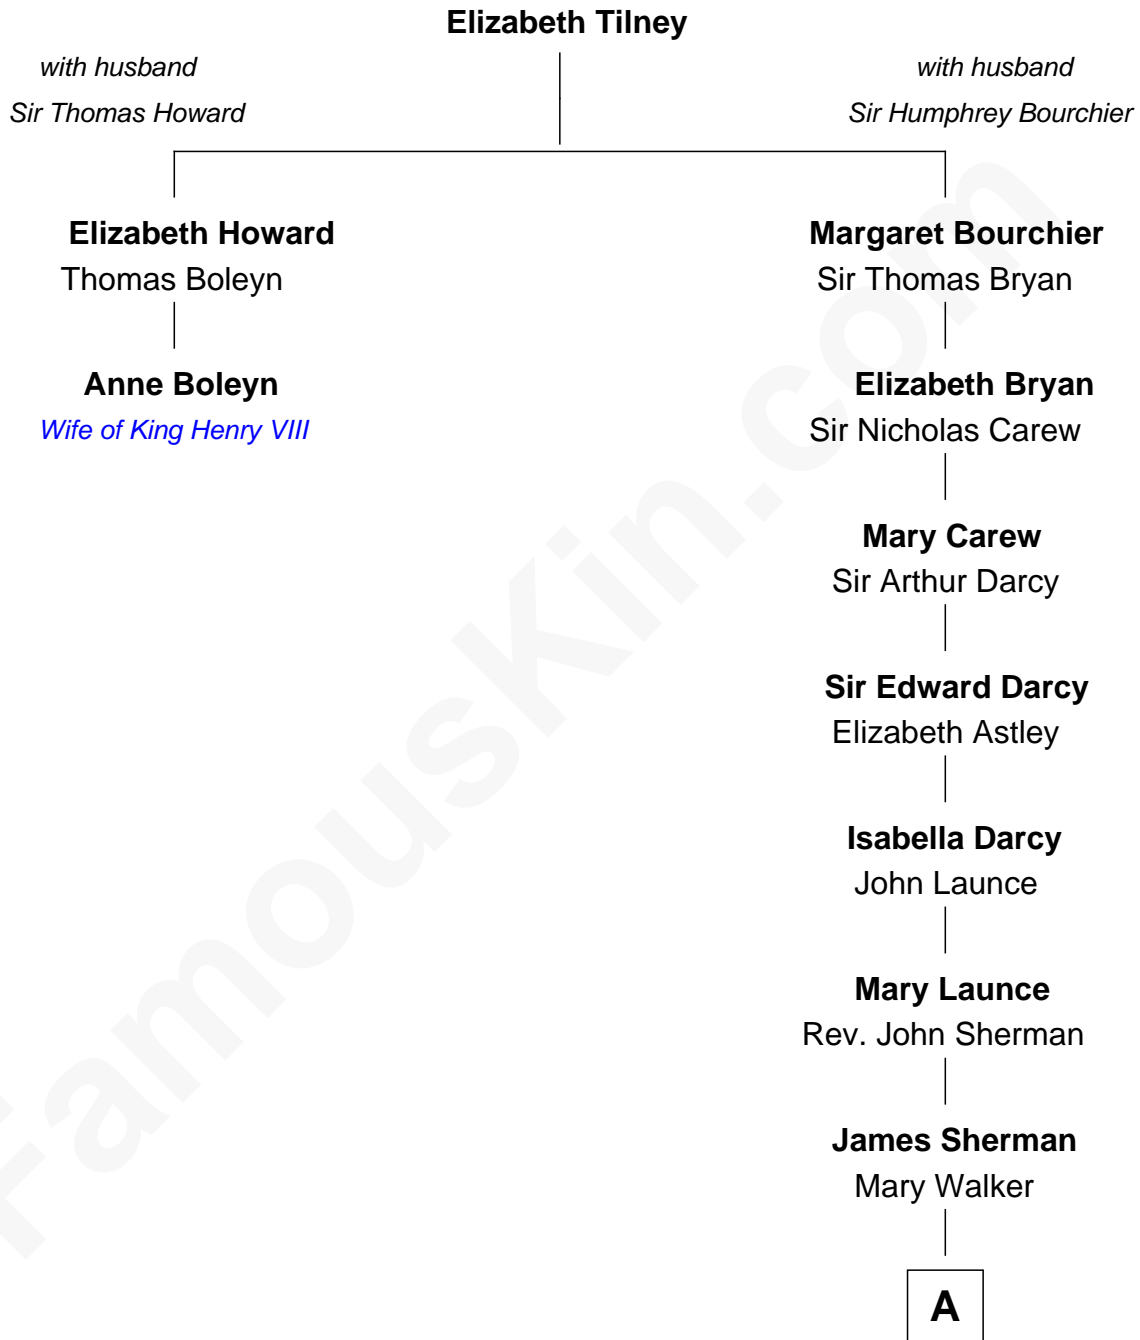 Elizabeth Tilney
with husband
Sir Thomas Howard
with husband
Sir Humphrey Bourchier
Elizabeth Howard
Thomas Boleyn
Anne Boleyn
Wife of King Henry VIII
Margaret Bourchier
Sir Thomas Bryan
Elizabeth Bryan
Sir Nicholas Carew
Mary Carew
Sir Arthur Darcy
Sir Edward Darcy
Elizabeth Astley
Isabella Darcy
John Launce
Mary Launce
Rev. John Sherman
James Sherman
Mary Walker
A
FamousKin.com